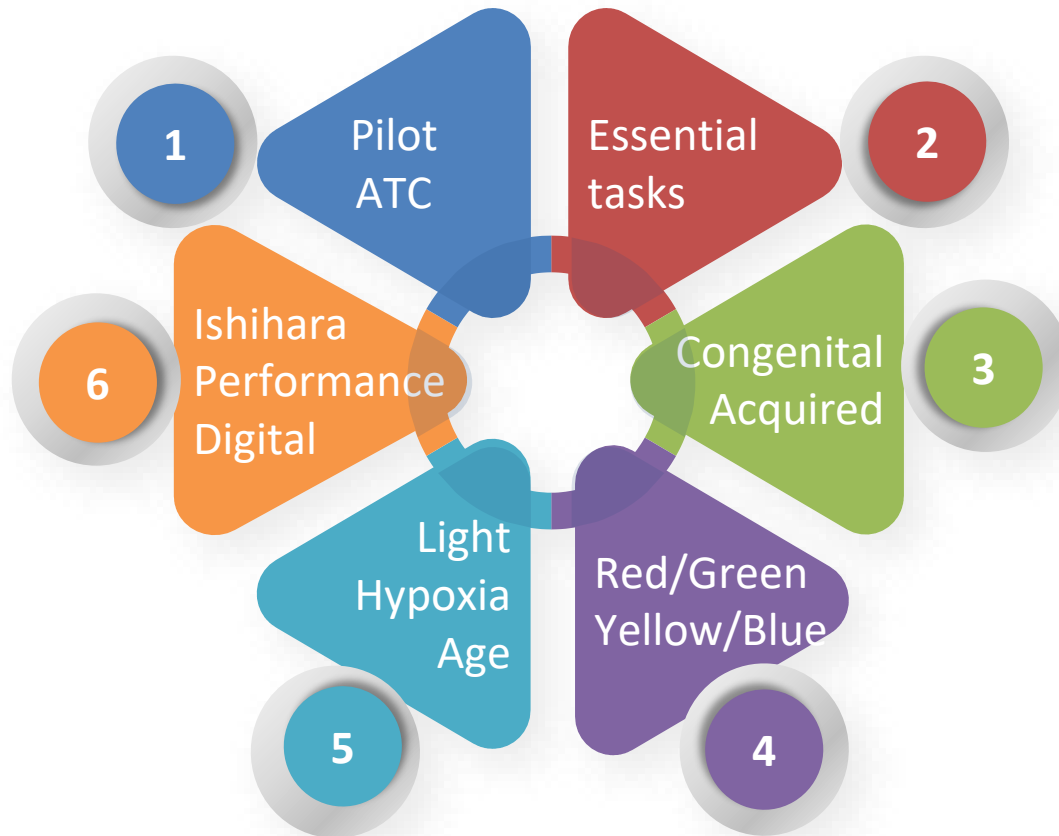 1
Pilot
ATC
Essential
tasks
2
Congenital
Acquired
3
Red/Green
Yellow/Blue
4
Light
Hypoxia
Age
5
Ishihara
Performance
Digital
6